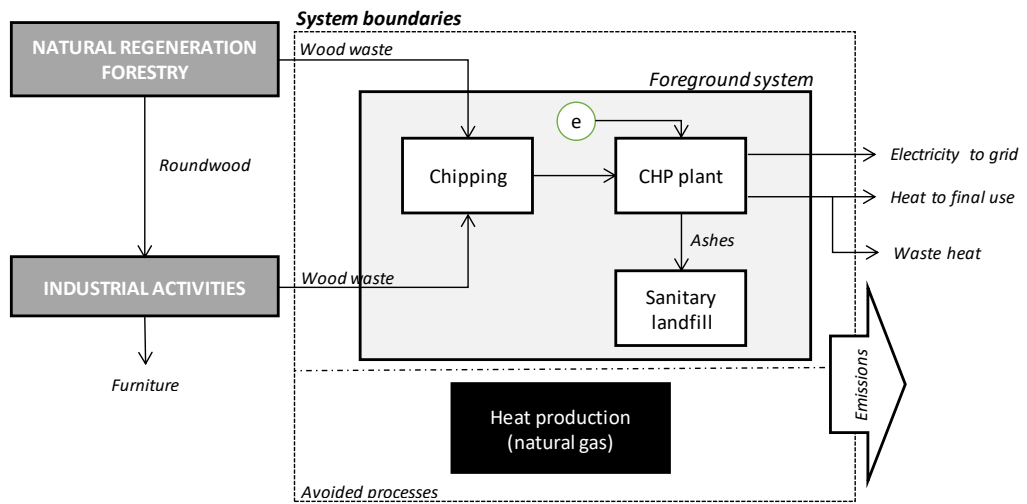 System boundaries
NATURAL REGENERATION
FORESTRY
Wood waste
Foreground system
e
Roundwood
Chipping
CHP plant
Electricity to grid
Heat to final use
Ashes
Waste heat
INDUSTRIAL ACTIVITIES
Wood waste
Sanitary
landfill
Furniture
Emissions
Heat production
(natural gas)
Avoided processes